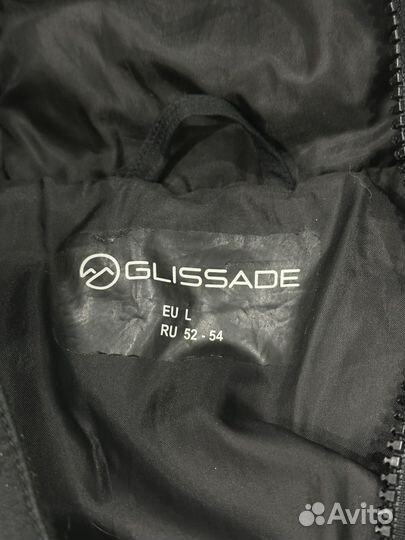 GLISSADE
EU L
RU 52 - 54
Avito